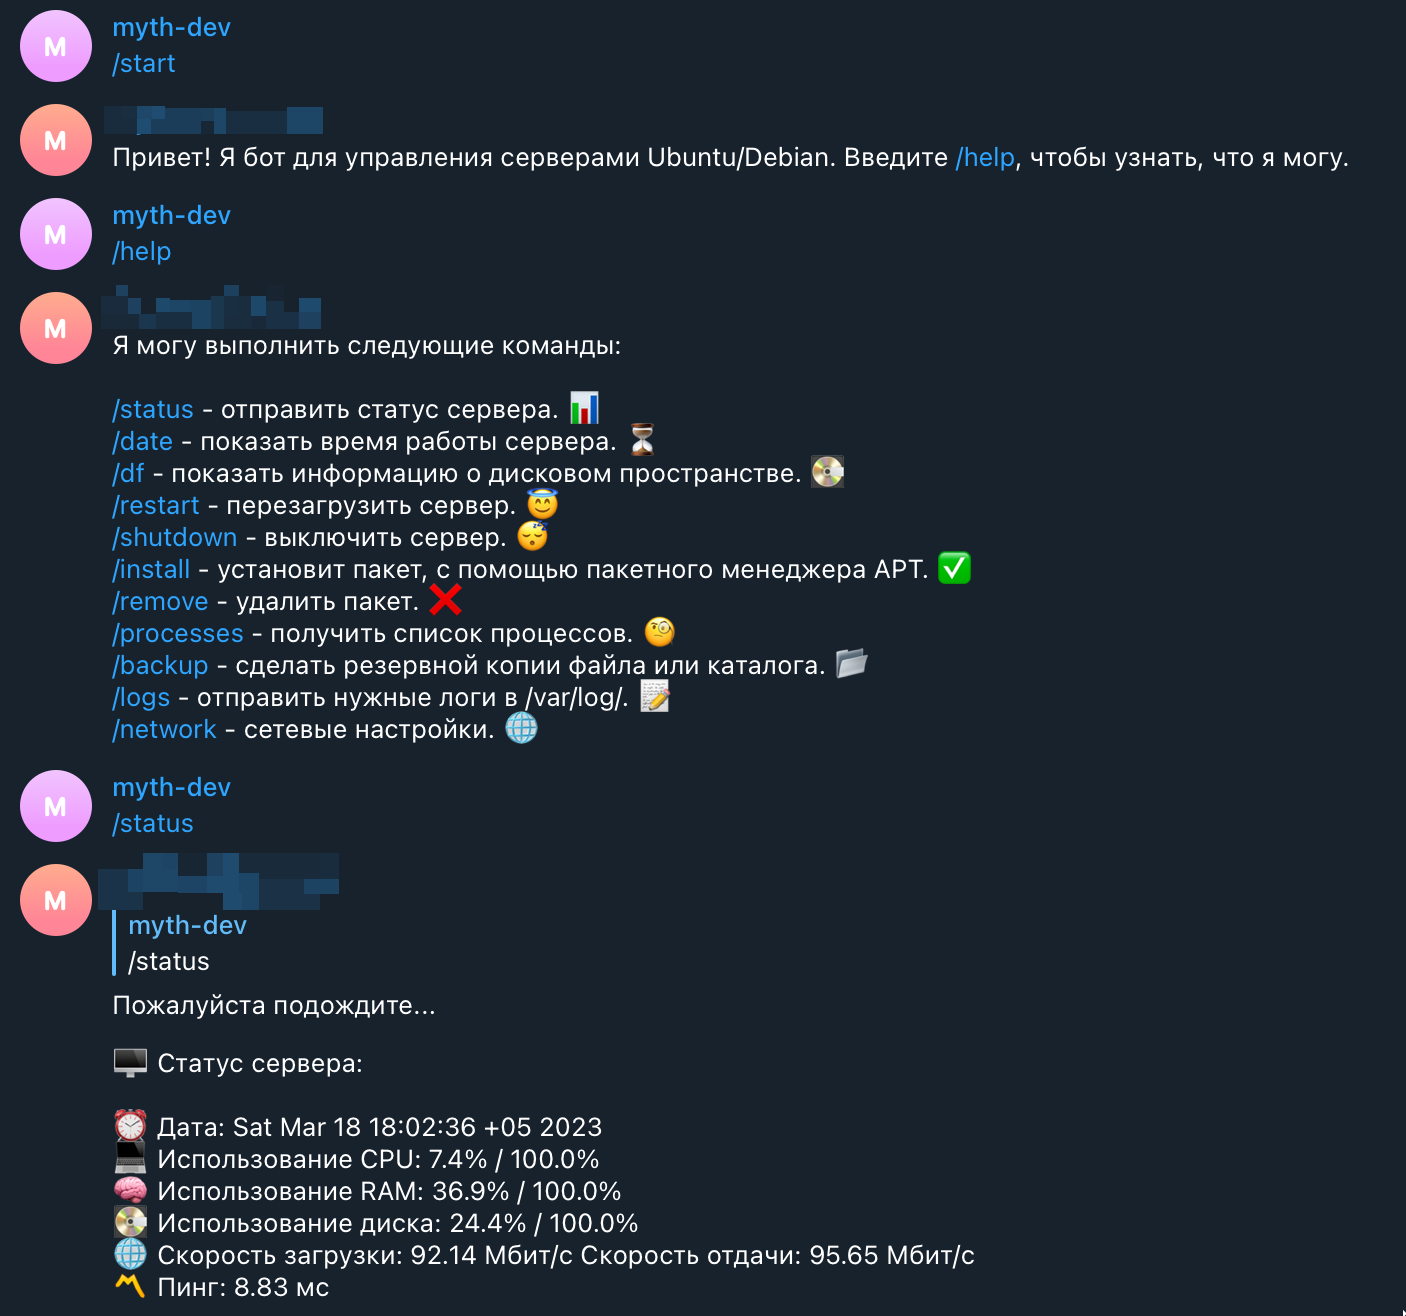 M
myth-dev
/start
M
Привет! Я бот для управления серверами Ubuntu/Debian. Введите /help, чтобы узнать, что я могу.
M
myth-dev
/help
M
Я могу выполнить следующие команды:
/status - отправить статус сервера. 📊
/date - показать время работы сервера. ⏳
/df - показать информацию о дисковом пространстве. 💽
/restart - перезагрузить сервер. 😇
/shutdown - выключить сервер. 😴
/install - установит пакет, с помощью пакетного менеджера APT. ✅
/remove - удалить пакет. ❌
/processes - получить список процессов. 🧐
/backup - сделать резервной копии файла или каталога. 📁
/logs - отправить нужные логи в /var/log/. 📝
/network - сетевые настройки. 🌐
M
myth-dev
/status
M
myth-dev
/status
Пожалуйста подождите...
🖥 Статус сервера:
⏰ Дата: Sat Mar 18 18:02:36 +05 2023
💻 Использование CPU: 7.4% / 100.0%
🧠 Использование RAM: 36.9% / 100.0%
💽 Использование диска: 24.4% / 100.0%
🌐 Скорость загрузки: 92.14 Мбит/с Скорость отдачи: 95.65 Мбит/с
〽️ Пинг: 8.83 мс